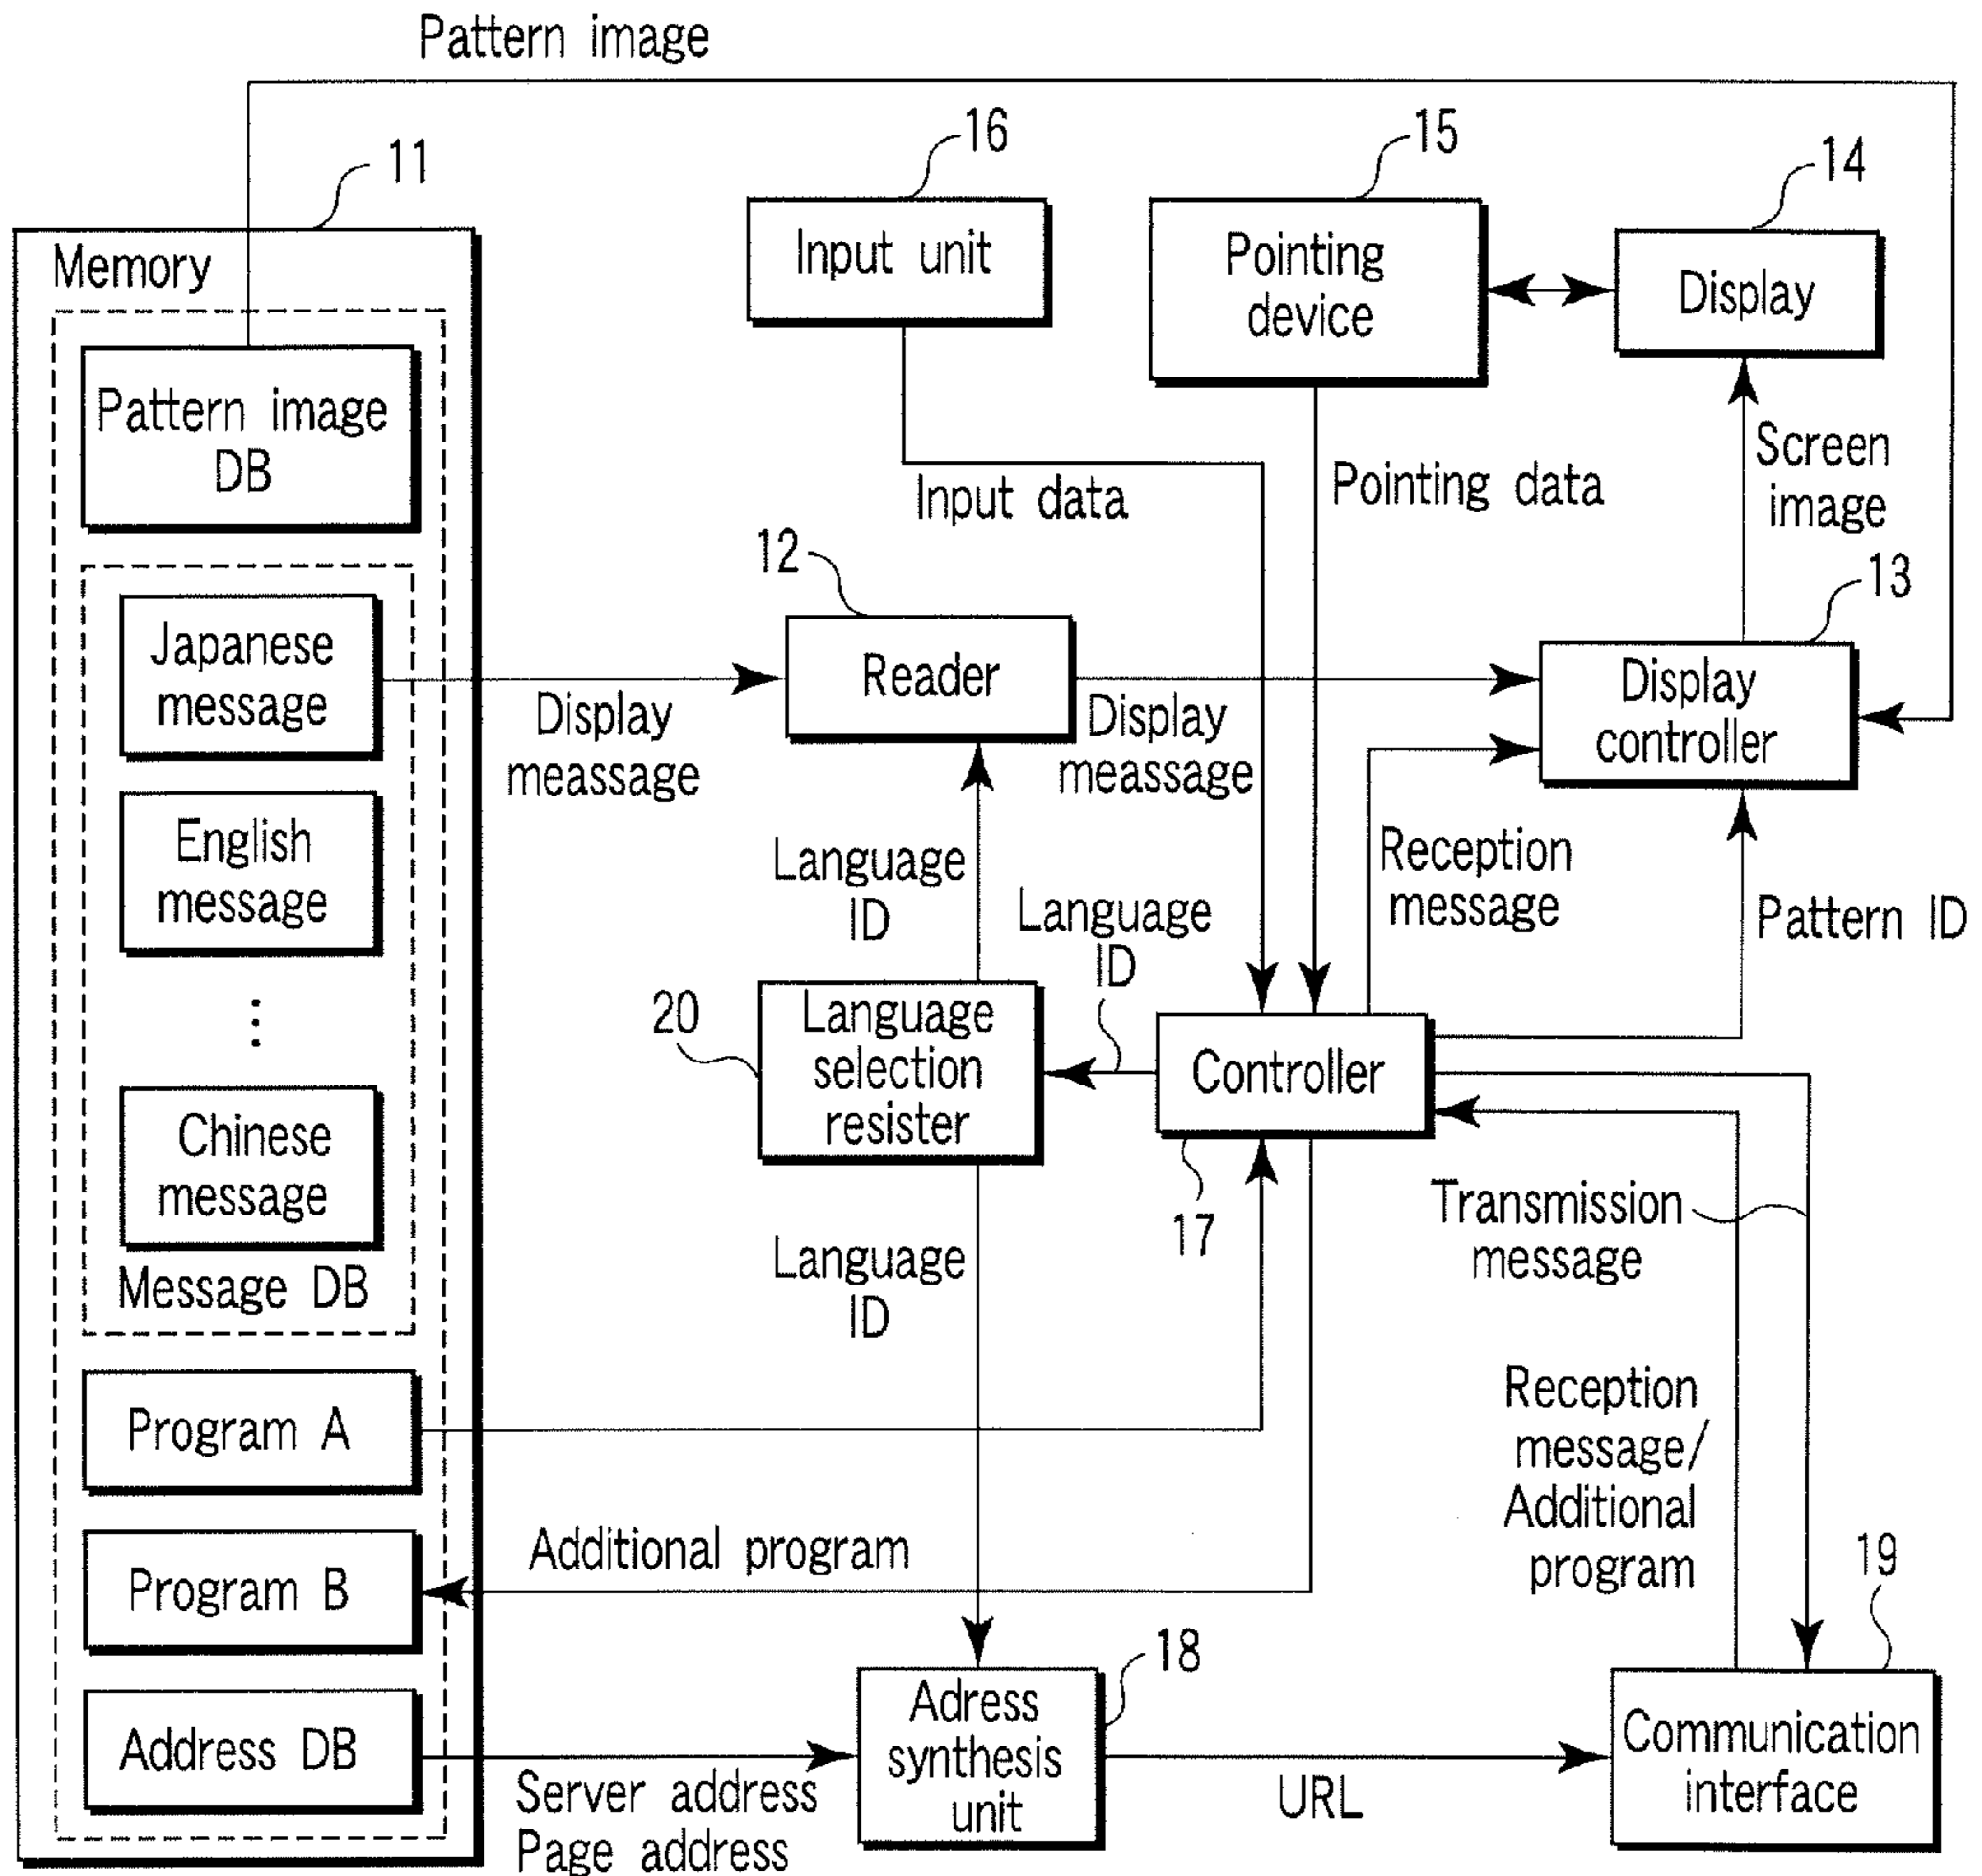 Pattern image
11
16
15
14
Memory
Input unit
Pointing
device
Display
Pattern image
DB
Input data
Pointing data
Screen
image
12
13
Japanese
message
Reader
Display
controller
Display
meassage
Display
meassage
English
message
Language
ID
Language
ID
Reception
message
Pattern ID
20
Language
selection
resister
Controller
17
Chinese
message
Message DB
Language
ID
Transmission
message
Program A
Reception
message/
Additional
program
Program B
Additional program
18
19
Address DB
Server address
Page address
Adress
synthesis
unit
URL
Communication
interface